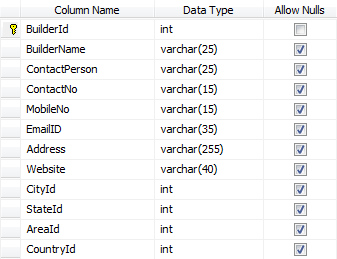 Column Name Data Type Allow Nulls
BuilderId int
BuilderName varchar(25)
ContactPerson varchar(25)
ContactNo varchar(15)
MobileNo varchar(15)
EmailID varchar(35)
Address varchar(255)
Website varchar(40)
CityId int
StateId int
AreaId int
CountryId int